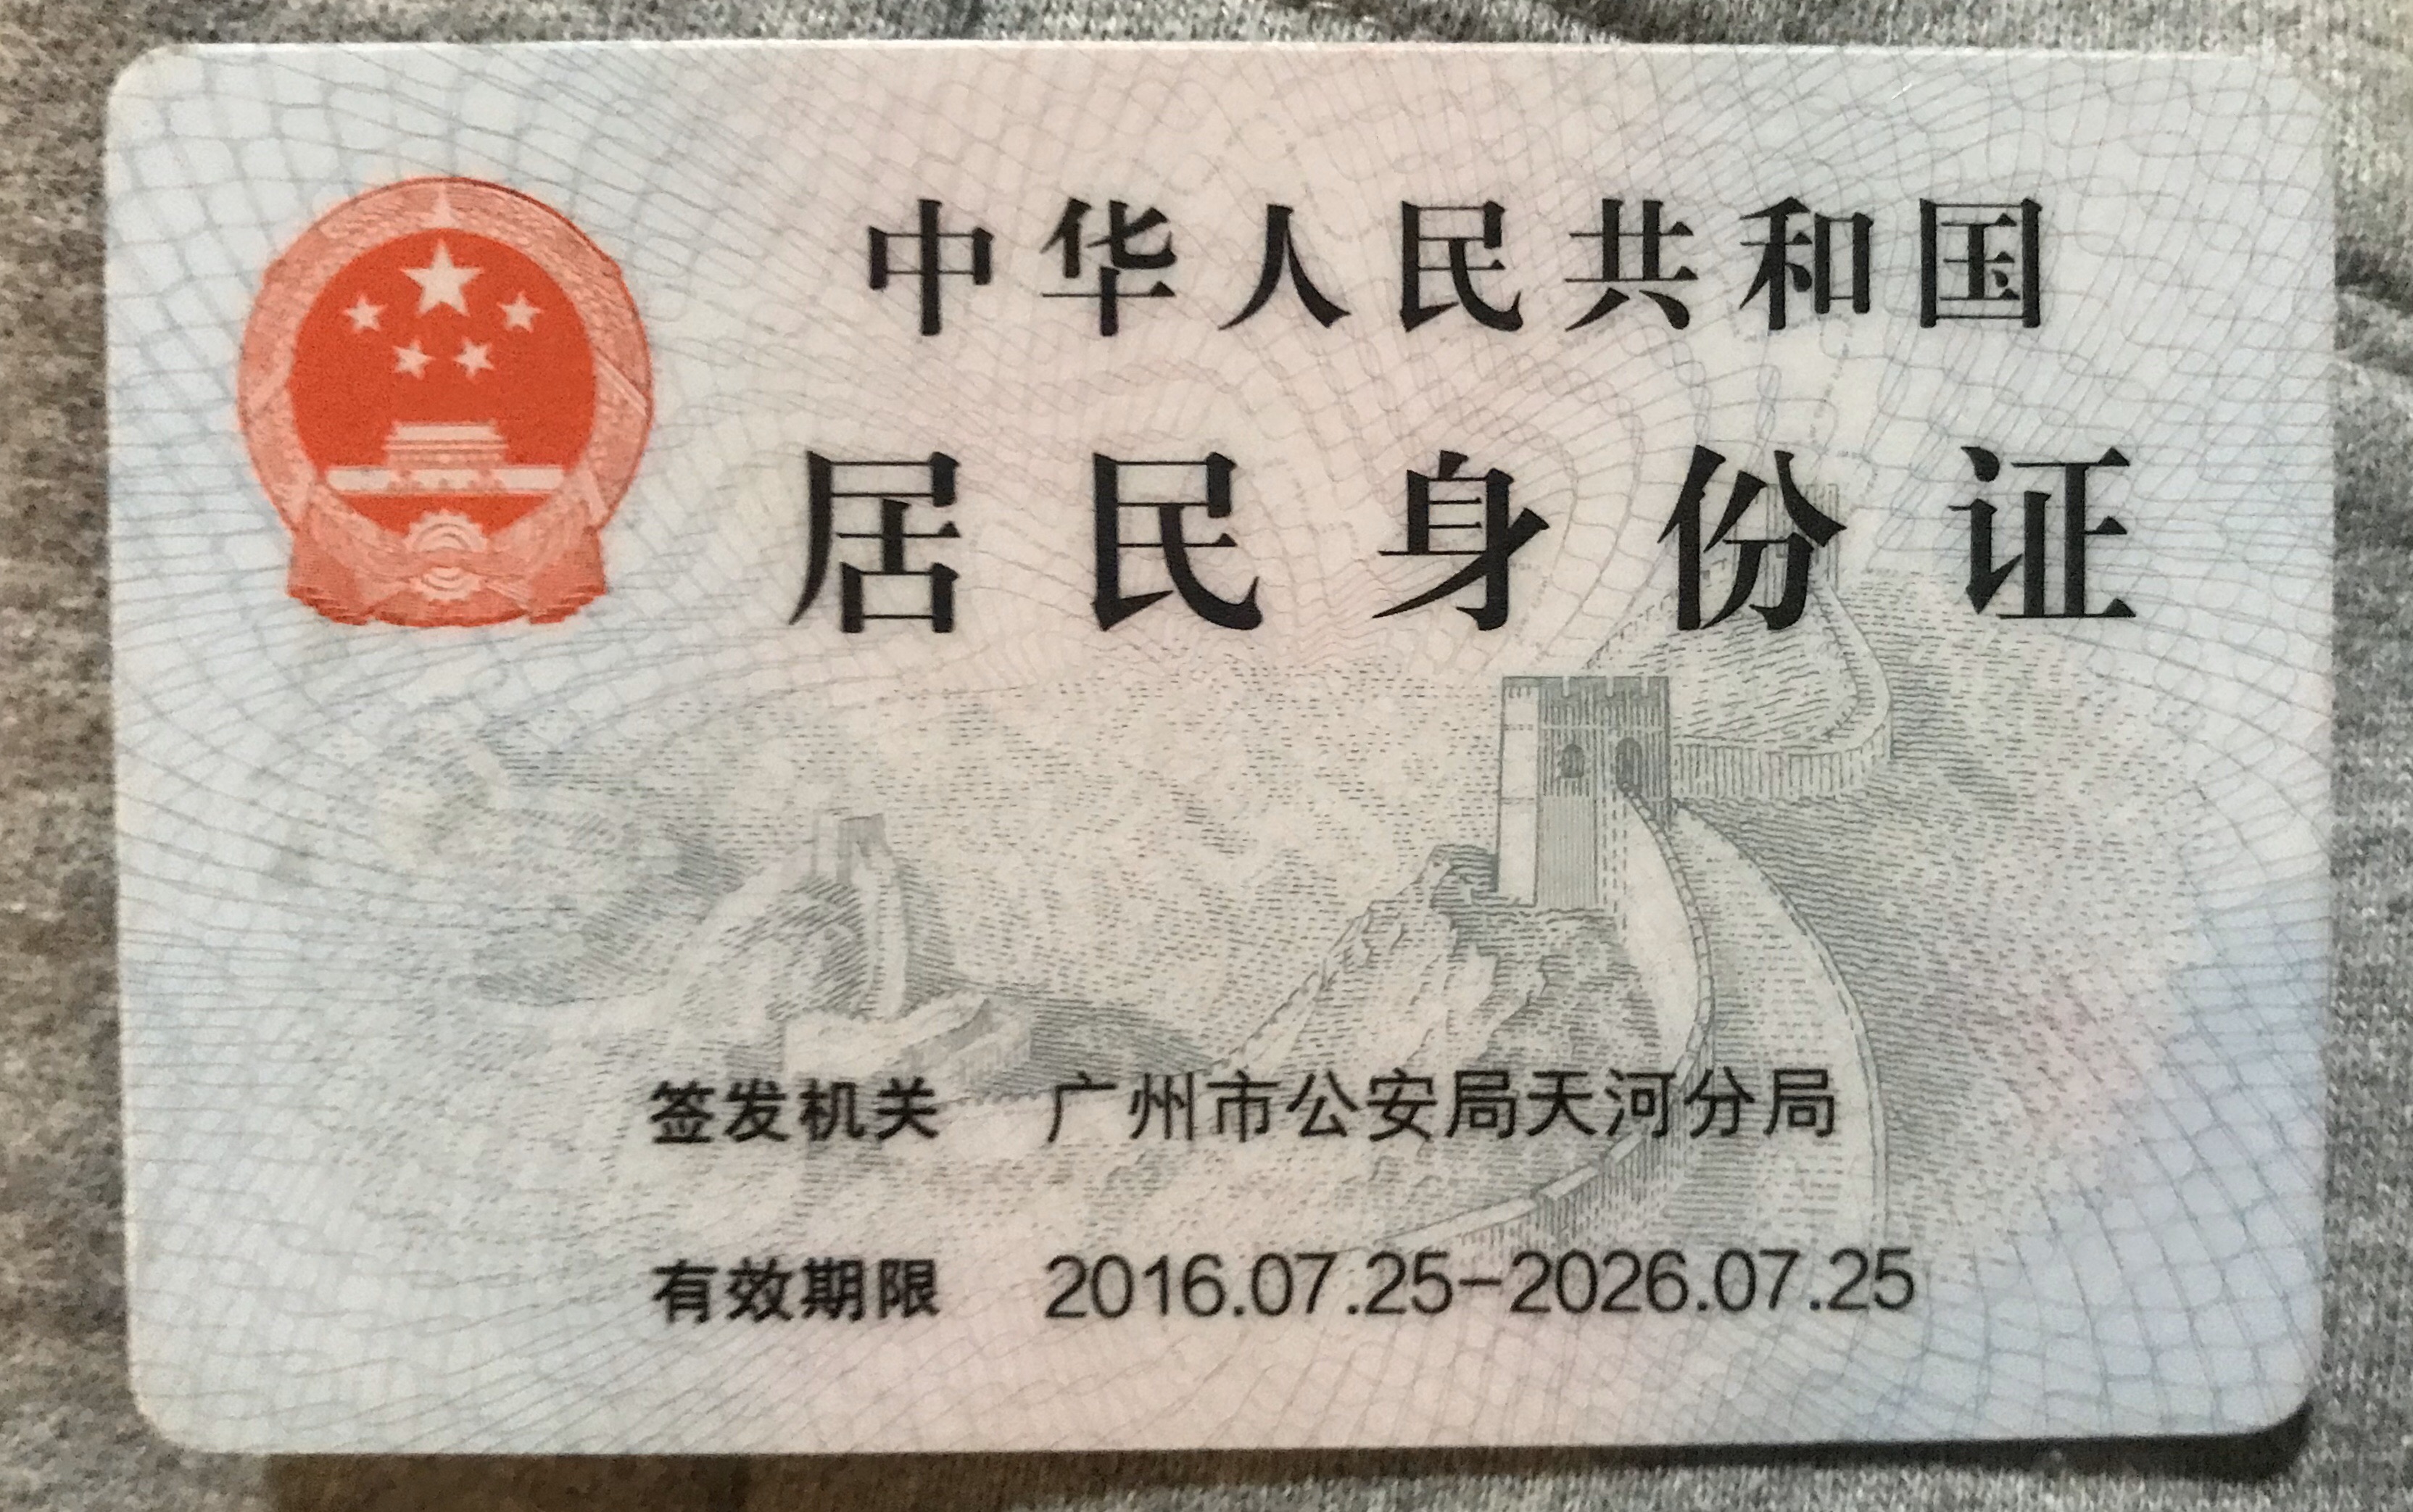 中华人民共和国
居民身份证
签发机关 广州市公安局天河分局
有效期限 2016.07.25-2026.07.25